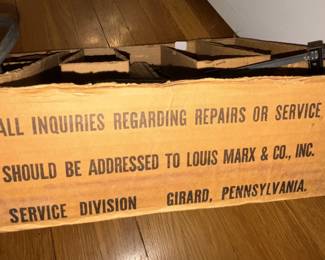 ALL INQUIRIES REGARDING REPAIRS OR SERVICE
SHOULD BE ADDRESSED TO LOUIS MARX & CO., INC.
SERVICE DIVISION GIRARD, PENNSYLVANIA.